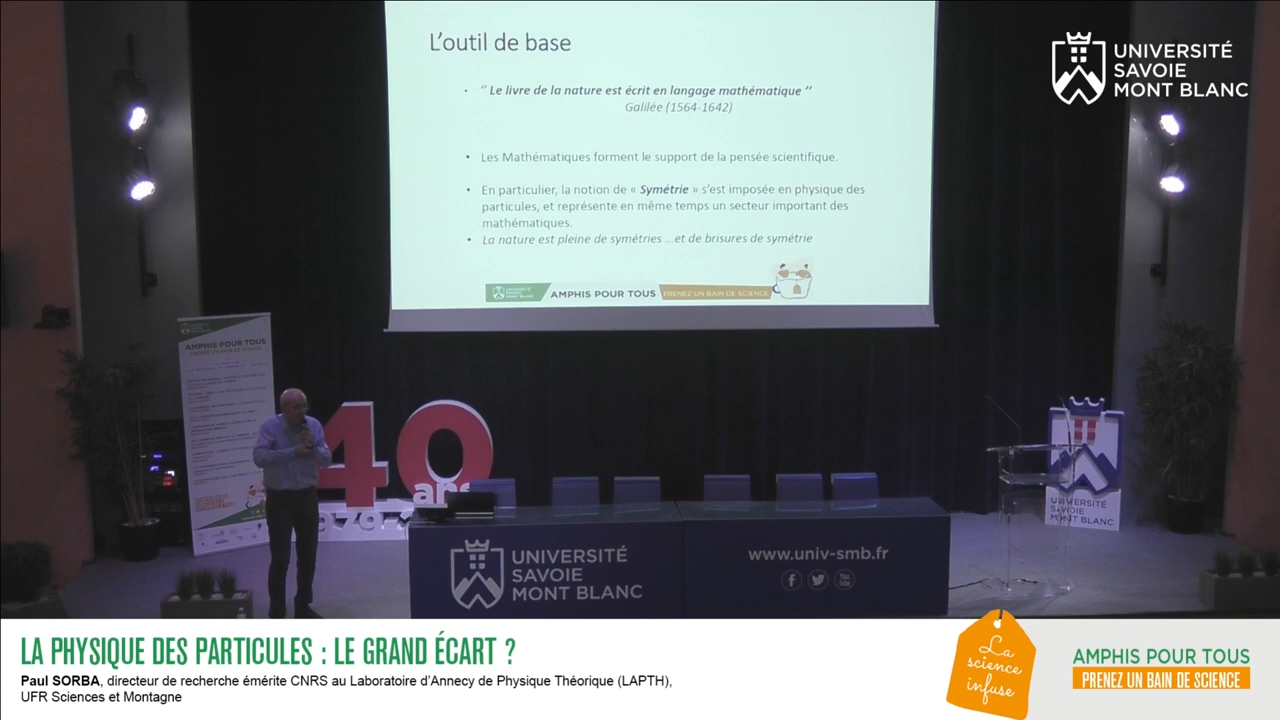 L'outil de base
" Le livre de la nature est écrit en langage mathématique "
Galilée (1564-1642)
• Les Mathématiques forment le support de la pensée scientifique.
• En particulier, la notion de « Symétrie » s'est imposée en physique des
particules, et représente en même temps un secteur important des
mathématiques.
• La nature est pleine de symétries ...et de brisures de symétrie
UNIVERSITÉ
SAVOIE
MONT BLANC
AMPHIS POUR TOUS
PRENEZ UN BAIN DE SCIENCE
UNIVERSITÉ
SAVOIE
MONT BLANC
AMPHIS POUR TOUS
40
ans
UNIVERSITÉ
SAVOIE
MONT BLANC
www.univ-smb.fr
You
Tube
UNIVERSITÉ
SAVOIE
MONT BLANC
LA PHYSIQUE DES PARTICULES : LE GRAND ÉCART ?
Paul SORBA, directeur de recherche émérite CNRS au Laboratoire d'Annecy de Physique Théorique (LAPTH),
UFR Sciences et Montagne
La
science
infuse
AMPHIS POUR TOUS
PRENEZ UN BAIN DE SCIENCE